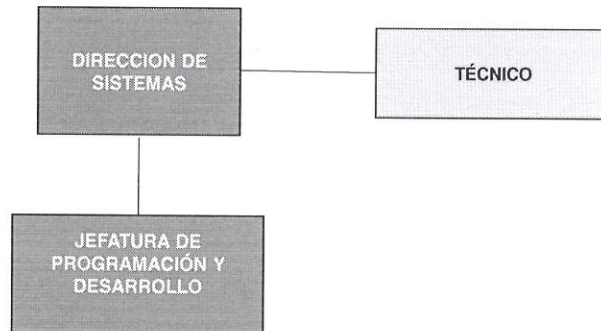 DIRECCION DE
SISTEMAS
TÉCNICO
JEFATURA DE
PROGRAMACIÓN Y
DESARROLLO